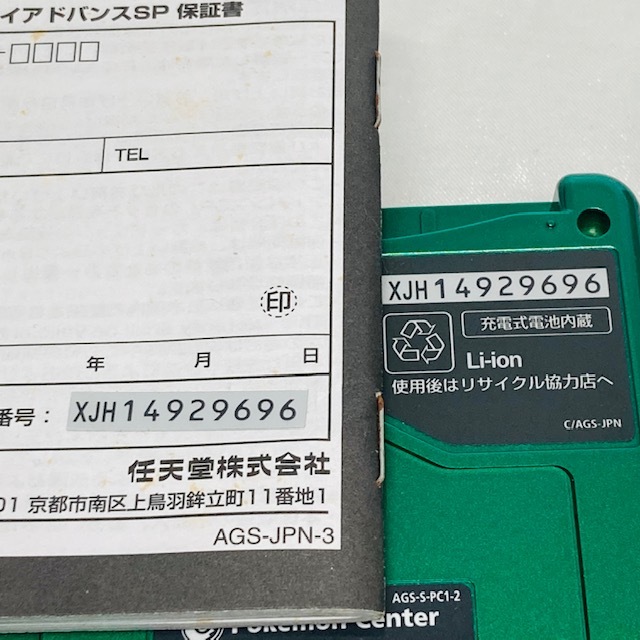 イアドバンスSP 保証書
-□□□□
TEL
印
年 月 日
番号： XJH14929696
任天堂株式会社
01 京都市南区上鳥羽鉾立町11番地1
AGS-JPN-3
XJH14929696
充電式電池内蔵
Li-ion
使用後はリサイクル協力店へ
C/AGS-JPN
AGS-S-PC1-2
Pokémon Center